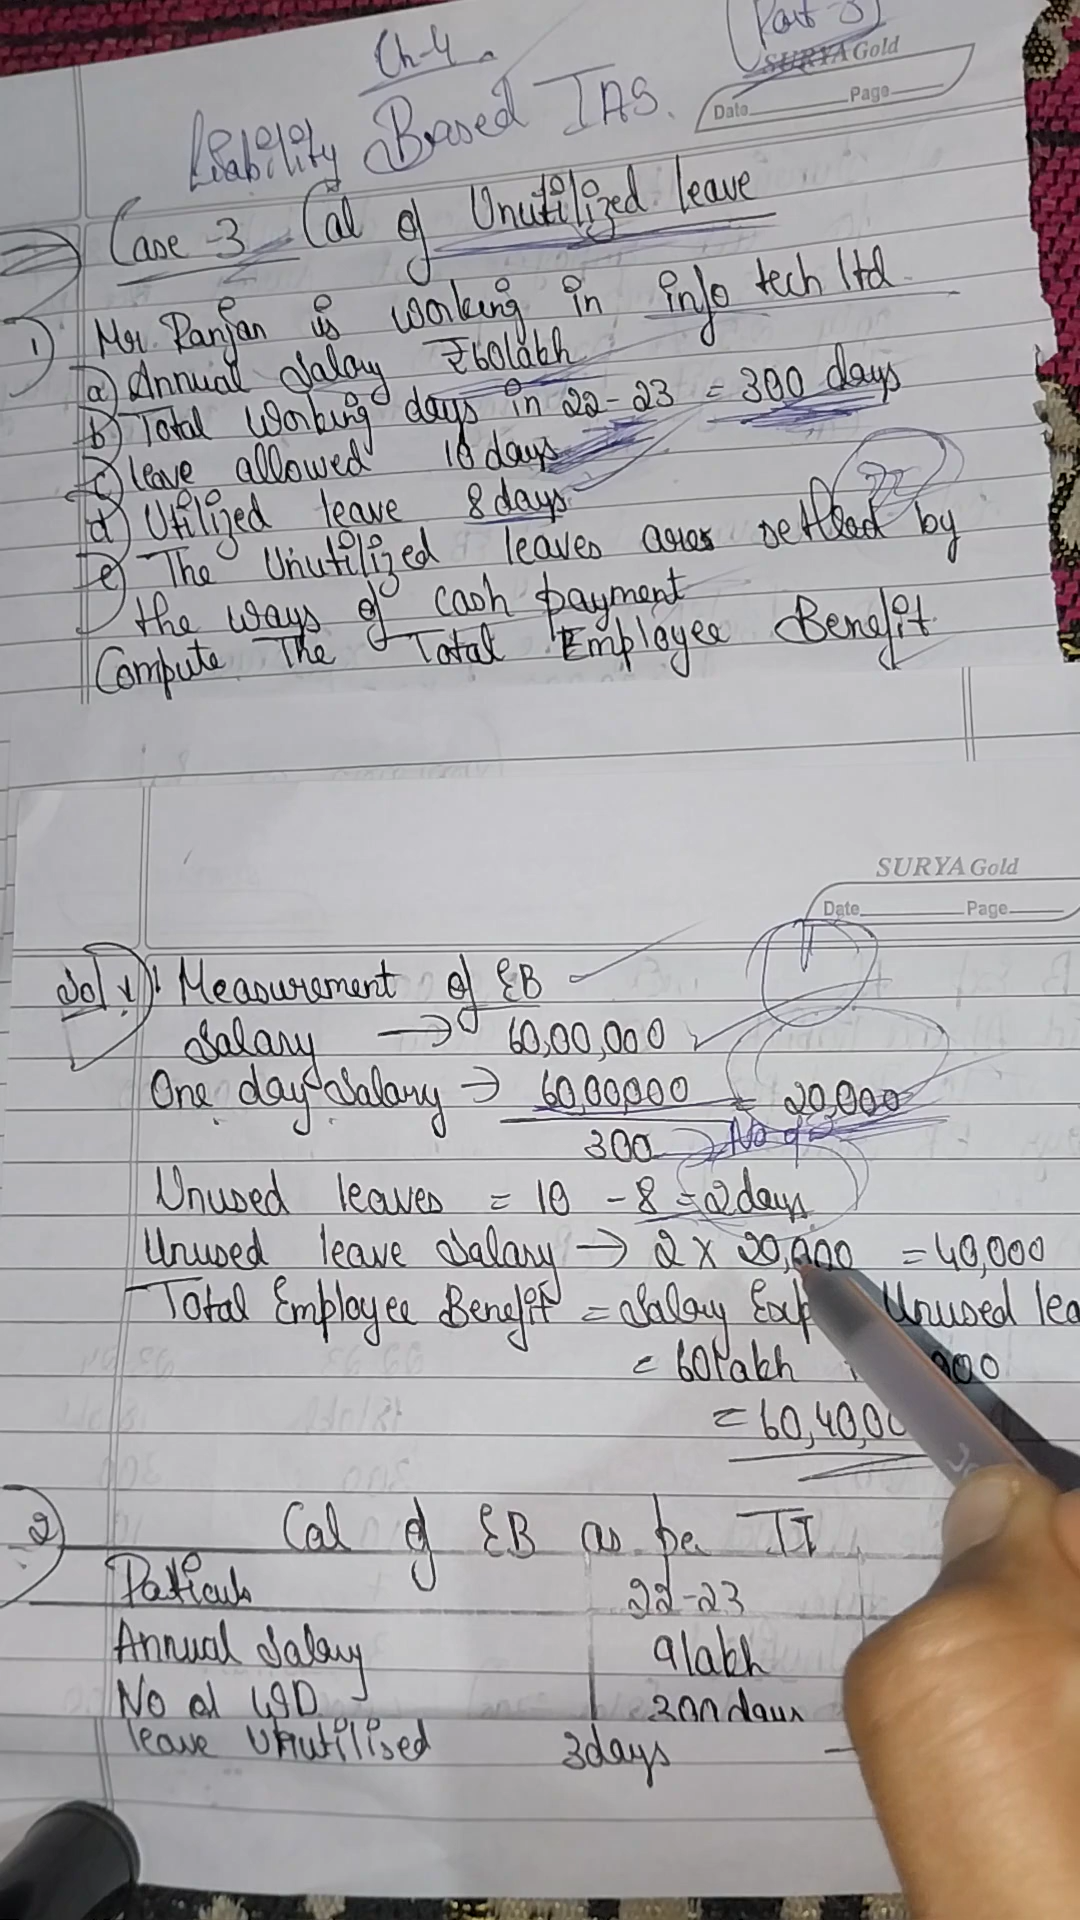 Ch-4
(Part-3)
SURYA Gold
Date Page
Liability Based IAS.
Case-3 Cal of Unutilized leave
1) Mr. Ranjan is working in info tech ltd
a) Annual Salary ₹60lakh
b) Total Working days in 22-23 = 300 days
c) leave allowed 10 days
d) Utilized leave 8 days
e) The Unutilized leaves are settled by
the ways of cash payment
Compute The Total Employee Benefit.
SURYA Gold
Date Page
Sol 1) Measurement of EB
Salary → 60,00,000
One day Salary → 60,00,000 = 20,000
300 → No of
Unused leaves = 10 - 8 = 2 days
Unused leave Salary → 2 x 20,000 = 40,000
Total Employee Benefit = Salary Exp Unused lea
= 60lakh 000
= 60,40,00
2) Cal of EB as per
Particuls 22-23
Annual Salary 9lakh
No of WD 300 days
leave Unutilised 3days -